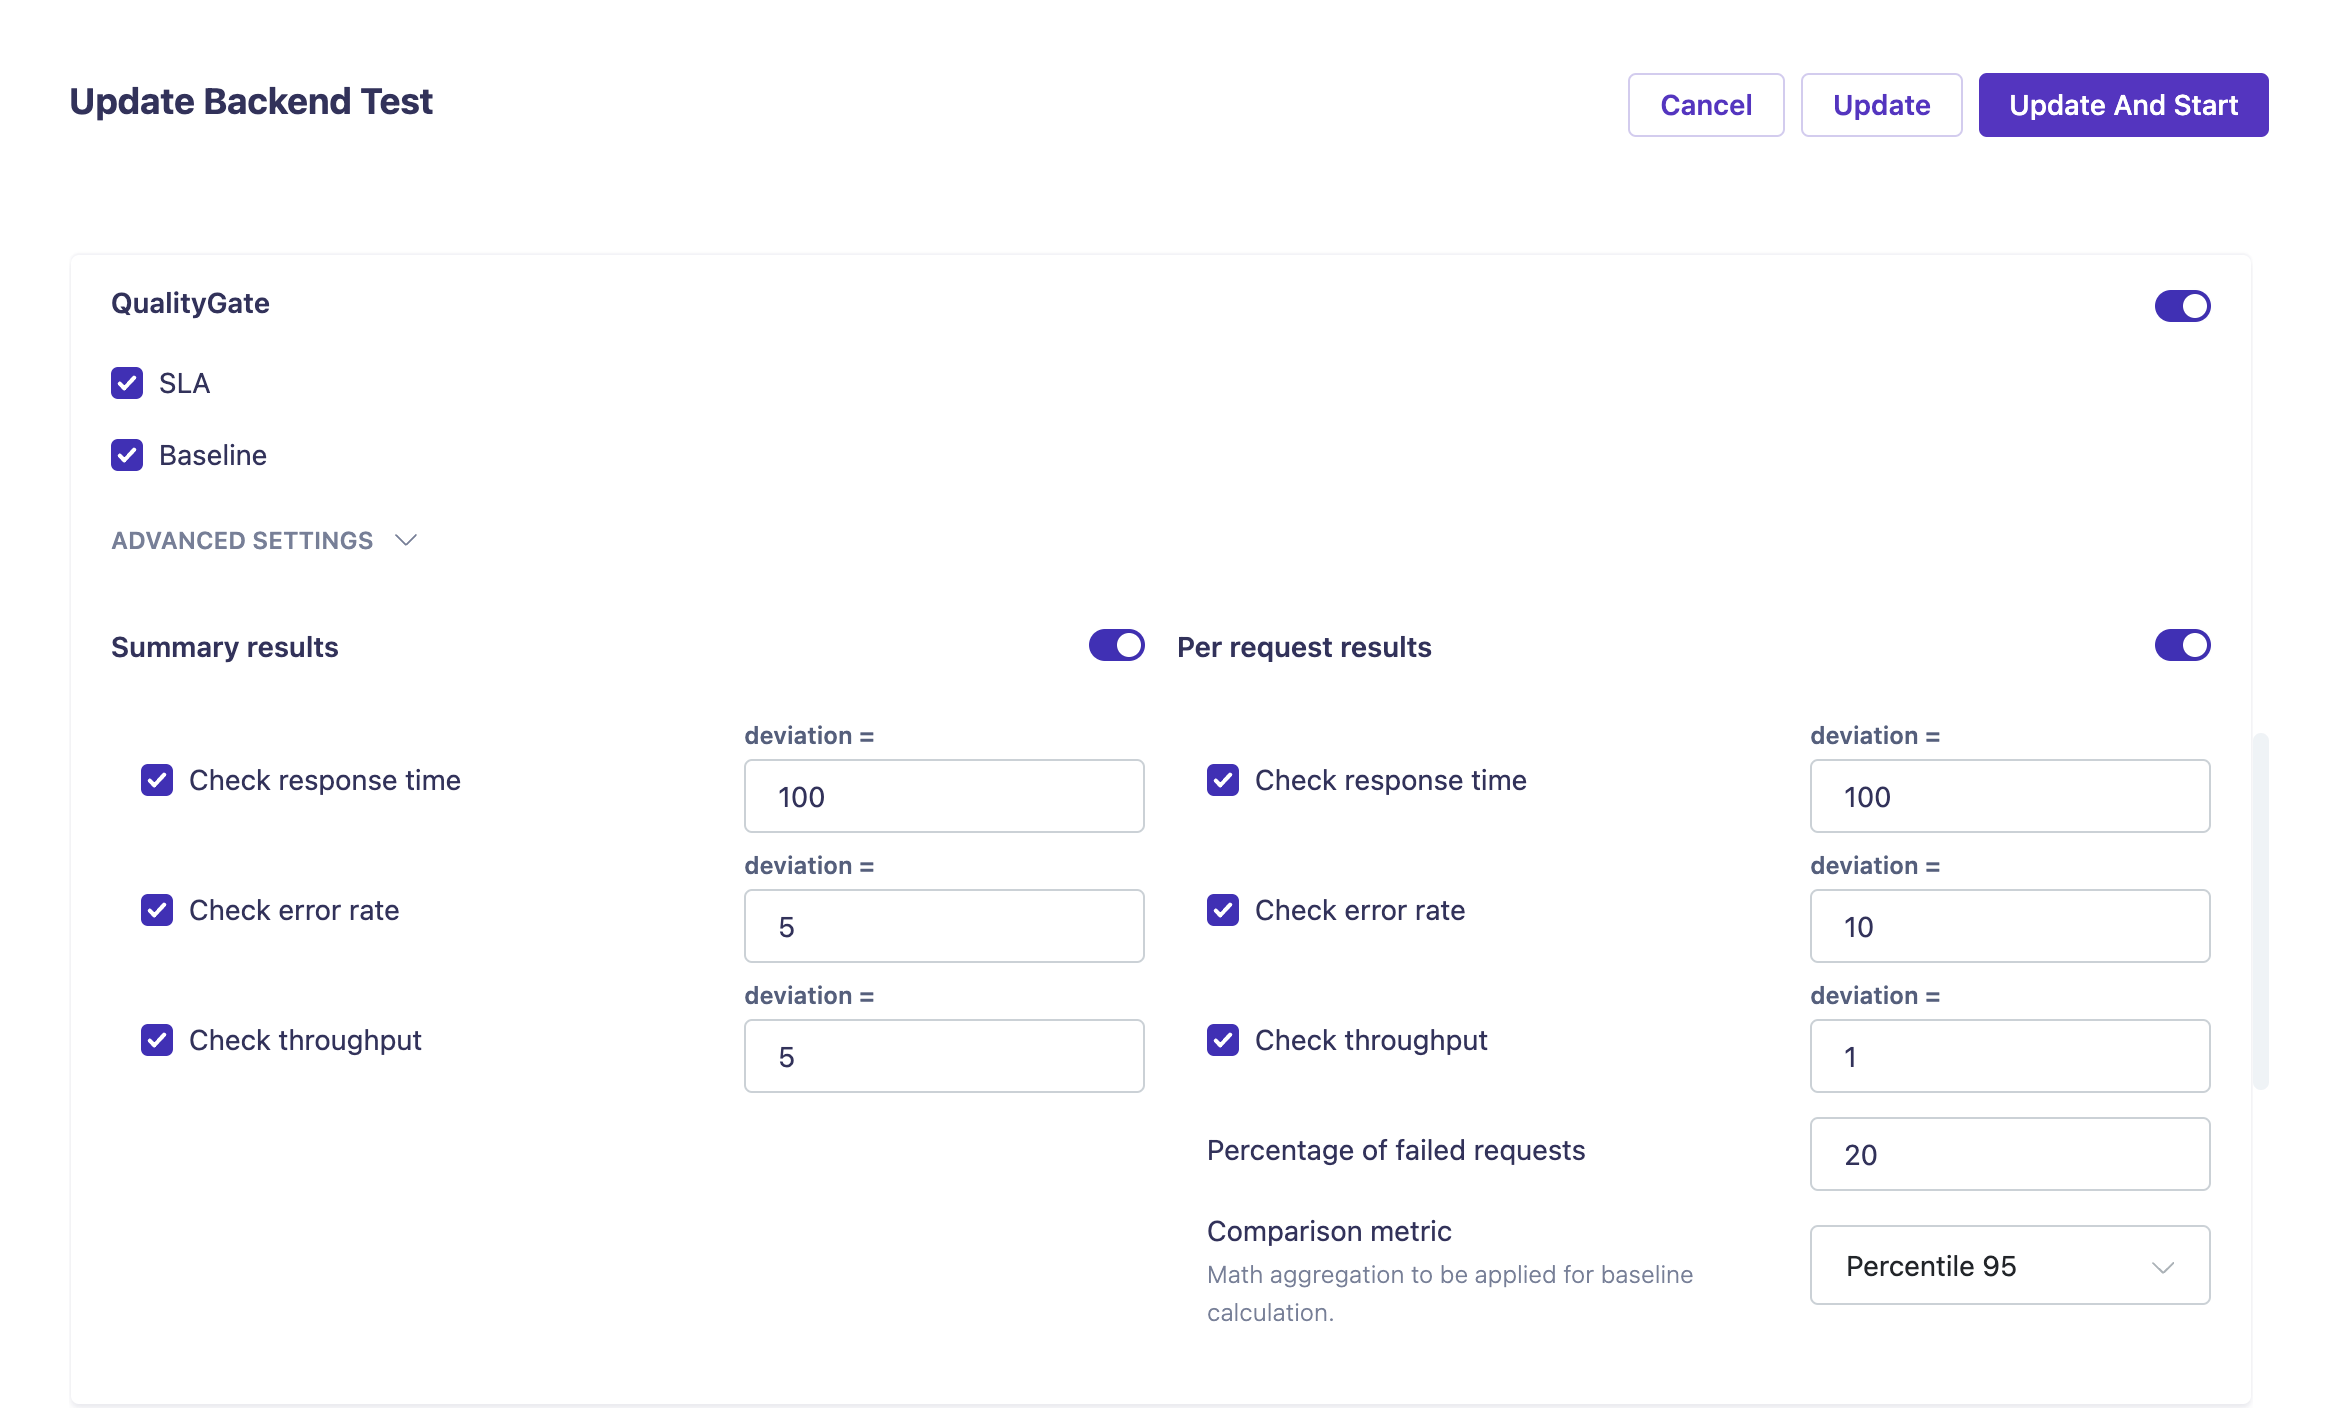 Update Backend Test
Cancel
Update
Update And Start
QualityGate
SLA
Baseline
ADVANCED SETTINGS
Summary results
deviation =
Check response time
100
deviation =
Check error rate
5
deviation =
Check throughput
5
Per request results
deviation =
Check response time
100
deviation =
Check error rate
10
deviation =
Check throughput
1
Percentage of failed requests
20
Comparison metric
Math aggregation to be applied for baseline
calculation.
Percentile 95